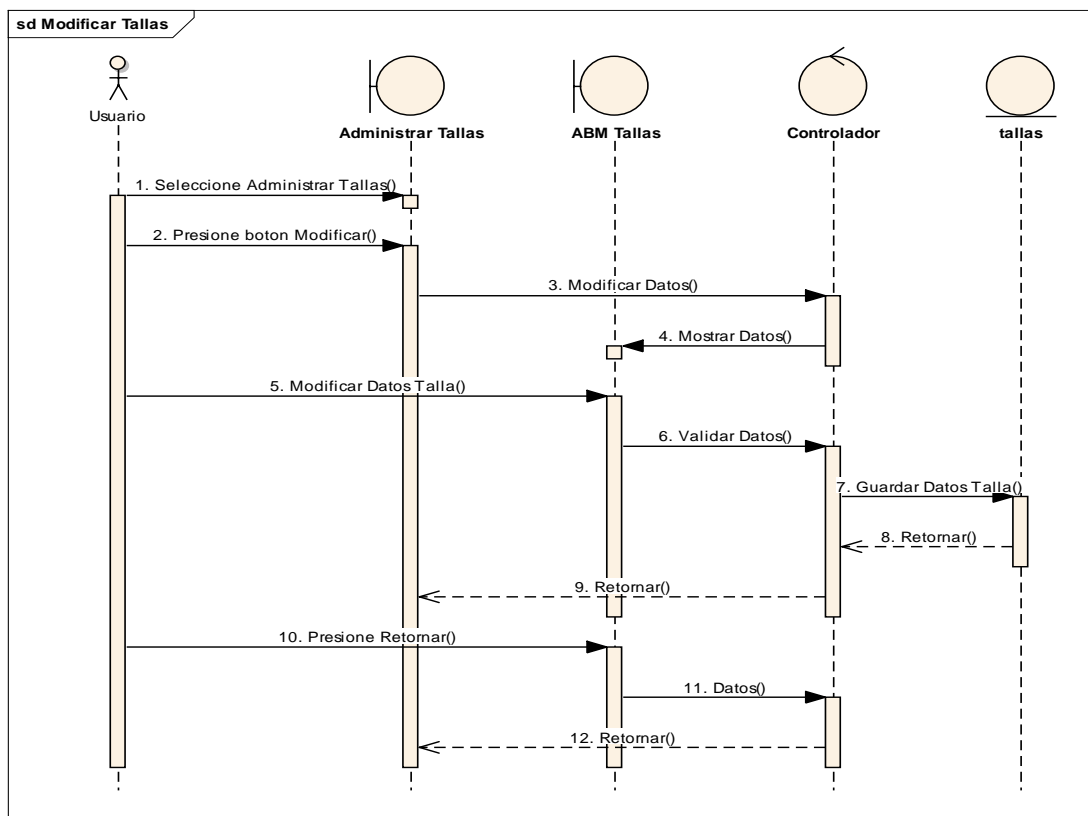 sd Modificar Tallas
Usuario
Administrar Tallas
ABM Tallas
Controlador
tallas
1. Seleccione Administrar Tallas()
2. Presione boton Modificar()
3. Modificar Datos()
4. Mostrar Datos()
5. Modificar Datos Talla()
6. Validar Datos()
7. Guardar Datos Talla()
8. Retornar()
9. Retornar()
10. Presione Retornar()
11. Datos()
12. Retornar()